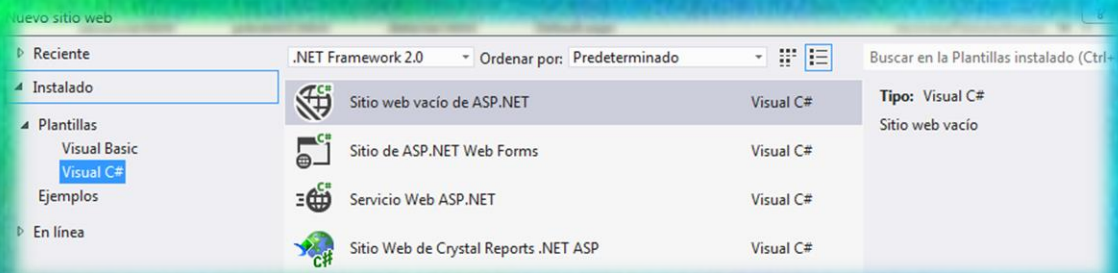 Nuevo sitio web
Reciente
.NET Framework 2.0 Ordenar por: Predeterminado
Buscar en la Plantillas instalado (Ctrl+
Instalado
Plantillas
Visual Basic
Visual C#
Ejemplos
En línea
Sitio web vacío de ASP.NET Visual C#
Sitio de ASP.NET Web Forms Visual C#
Servicio Web ASP.NET Visual C#
Sitio Web de Crystal Reports .NET ASP Visual C#
Tipo: Visual C#
Sitio web vacío